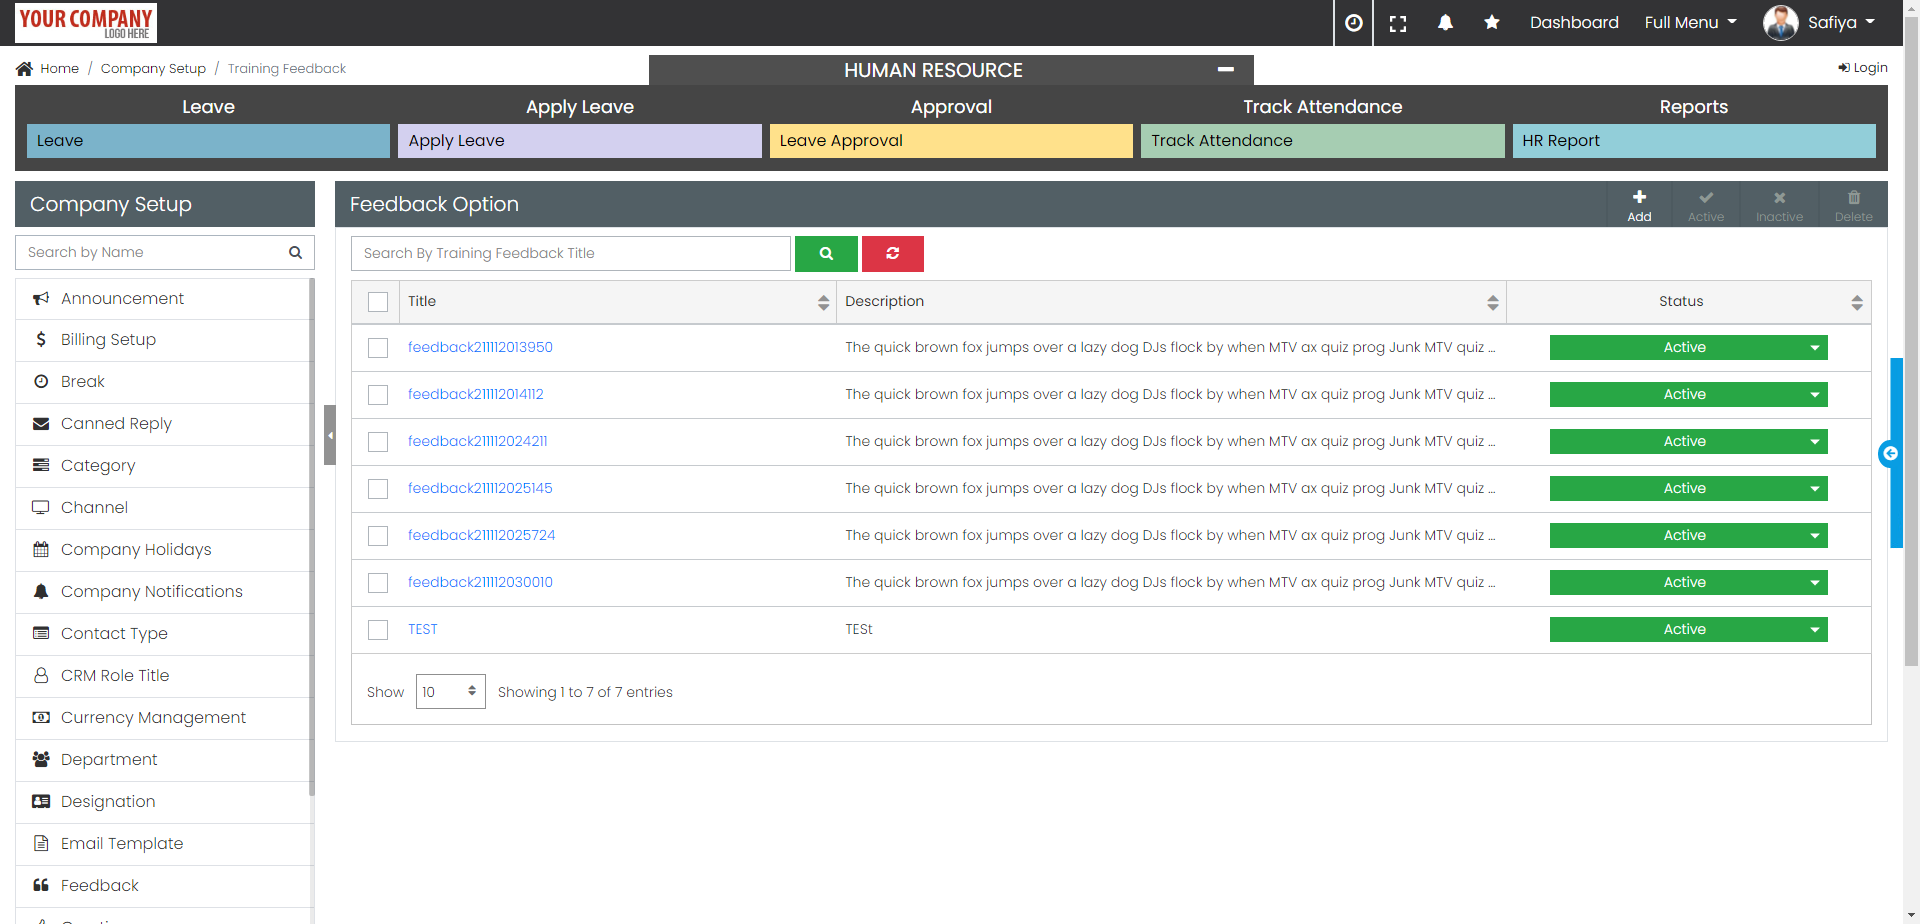 YOUR COMPANY
LOGO HERE
Dashboard
Full Menu
Safiya
Home / Company Setup / Training Feedback
HUMAN RESOURCE
Login
Leave
Apply Leave
Approval
Track Attendance
Reports
Leave
Apply Leave
Leave Approval
Track Attendance
HR Report
Company Setup
Search by Name
Announcement
Billing Setup
Break
Canned Reply
Category
Channel
Company Holidays
Company Notifications
Contact Type
CRM Role Title
Currency Management
Department
Designation
Email Template
Feedback
Feedback Option
Add
Active
Inactive
Delete
Search By Training Feedback Title
Title Description Status
feedback211112013950 The quick brown fox jumps over a lazy dog DJs flock by when MTV ax quiz prog Junk MTV quiz ... Active
feedback211112014112 The quick brown fox jumps over a lazy dog DJs flock by when MTV ax quiz prog Junk MTV quiz ... Active
feedback211112024211 The quick brown fox jumps over a lazy dog DJs flock by when MTV ax quiz prog Junk MTV quiz ... Active
feedback211112025145 The quick brown fox jumps over a lazy dog DJs flock by when MTV ax quiz prog Junk MTV quiz ... Active
feedback211112025724 The quick brown fox jumps over a lazy dog DJs flock by when MTV ax quiz prog Junk MTV quiz ... Active
feedback211112030010 The quick brown fox jumps over a lazy dog DJs flock by when MTV ax quiz prog Junk MTV quiz ... Active
TEST TESt Active
Show 10 Showing 1 to 7 of 7 entries